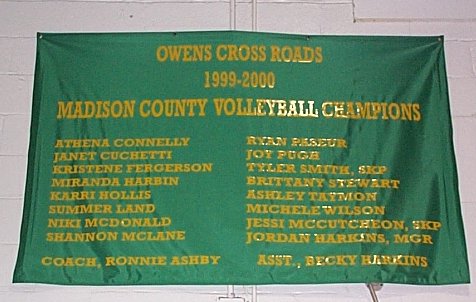 OWENS CROSS ROADS
1999-2000
MADISON COUNTY VOLLEYBALL CHAMPIONS
ATHENA CONNELLY
JANET CUCHETTI
KRISTENE FERGERSON
MIRANDA HARBIN
KARRI HOLLIS
SUMMER LAND
NIKI MCDONALD
SHANNON MCLANE
RYAN PASEUR
JOY PUGH
TYLER SMITH, SKP
BRITTANY STEWART
ASHLEY TAYMON
MICHELE WILSON
JESSI MCCUTCHEON, SKP
JORDAN HARKINS, MGR
COACH, RONNIE ASHBY
ASST., BECKY HARKINS